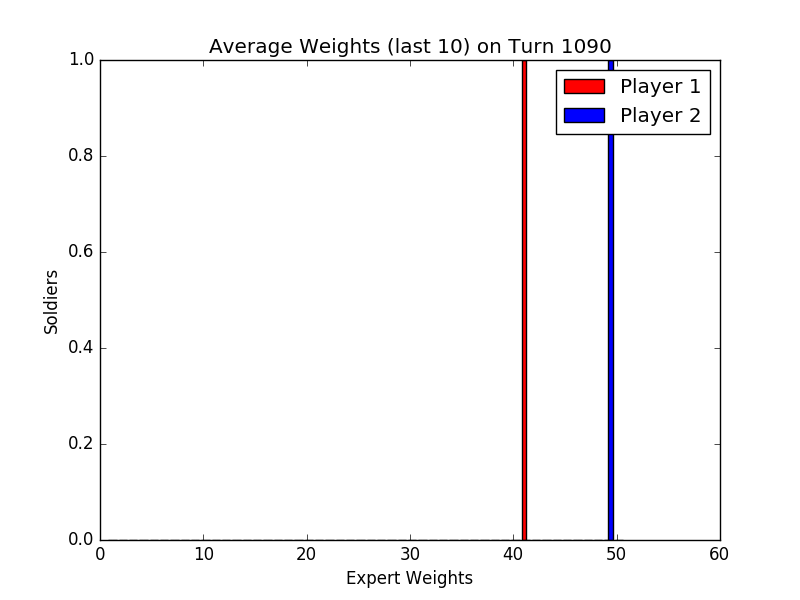 Average Weights (last 10) on Turn 1090
1.0
Player 1
Player 2
0.8
0.6
Soldiers
0.4
0.2
0.0
0 10 20 30 40 50 60
Expert Weights